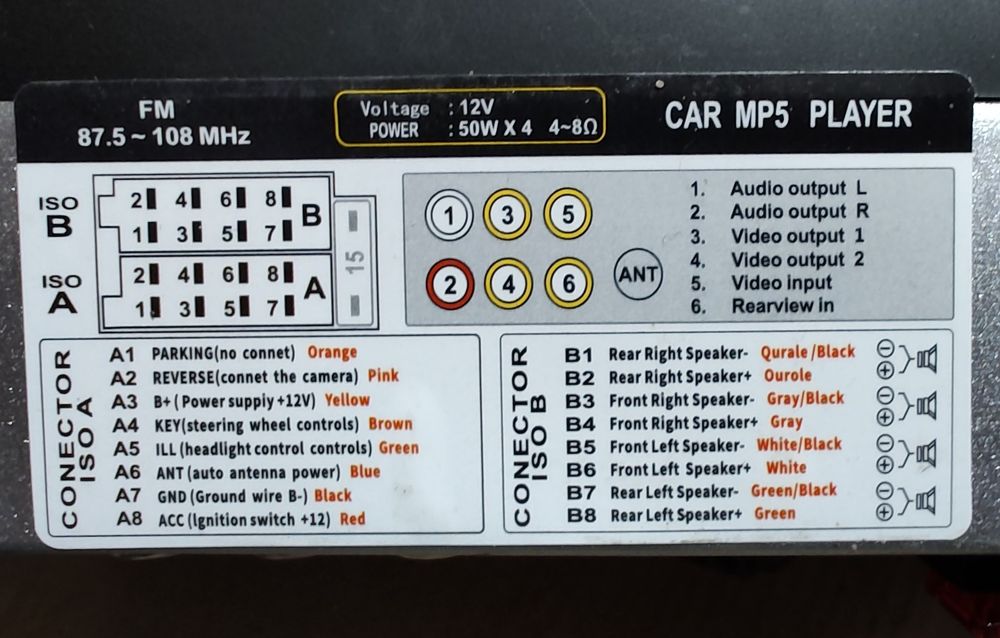 FM
87.5 ~ 108 MHz
Voltage : 12V
POWER : 50W X 4 4~8Ω
CAR MP5 PLAYER
ISO
B
2 4 6 8
1 3 5 7
B
ISO
A
2 4 6 8
1 3 5 7
A
15
1 3 5
2 4 6
ANT
1. Audio output L
2. Audio output R
3. Video output 1
4. Video output 2
5. Video input
6. Rearview in
CONECTOR
ISO A
A1 PARKING(no connet) Orange
A2 REVERSE(connet the camera) Pink
A3 B+( Power supply +12V) Yellow
A4 KEY(steering wheel controls) Brown
A5 ILL(headlight control controls) Green
A6 ANT(auto antenna power) Blue
A7 GND(Ground wire B-) Black
A8 ACC(lgnition switch +12) Red
CONECTOR
ISO B
B1 Rear Right Speaker- Qurale/Black
B2 Rear Right Speaker+ Ourole
B3 Front Right Speaker- Gray/Black
B4 Front Right Speaker+ Gray
B5 Front Left Speaker- White/Black
B6 Front Left Speaker+ White
B7 Rear Left Speaker- Green/Black
B8 Rear Left Speaker+ Green